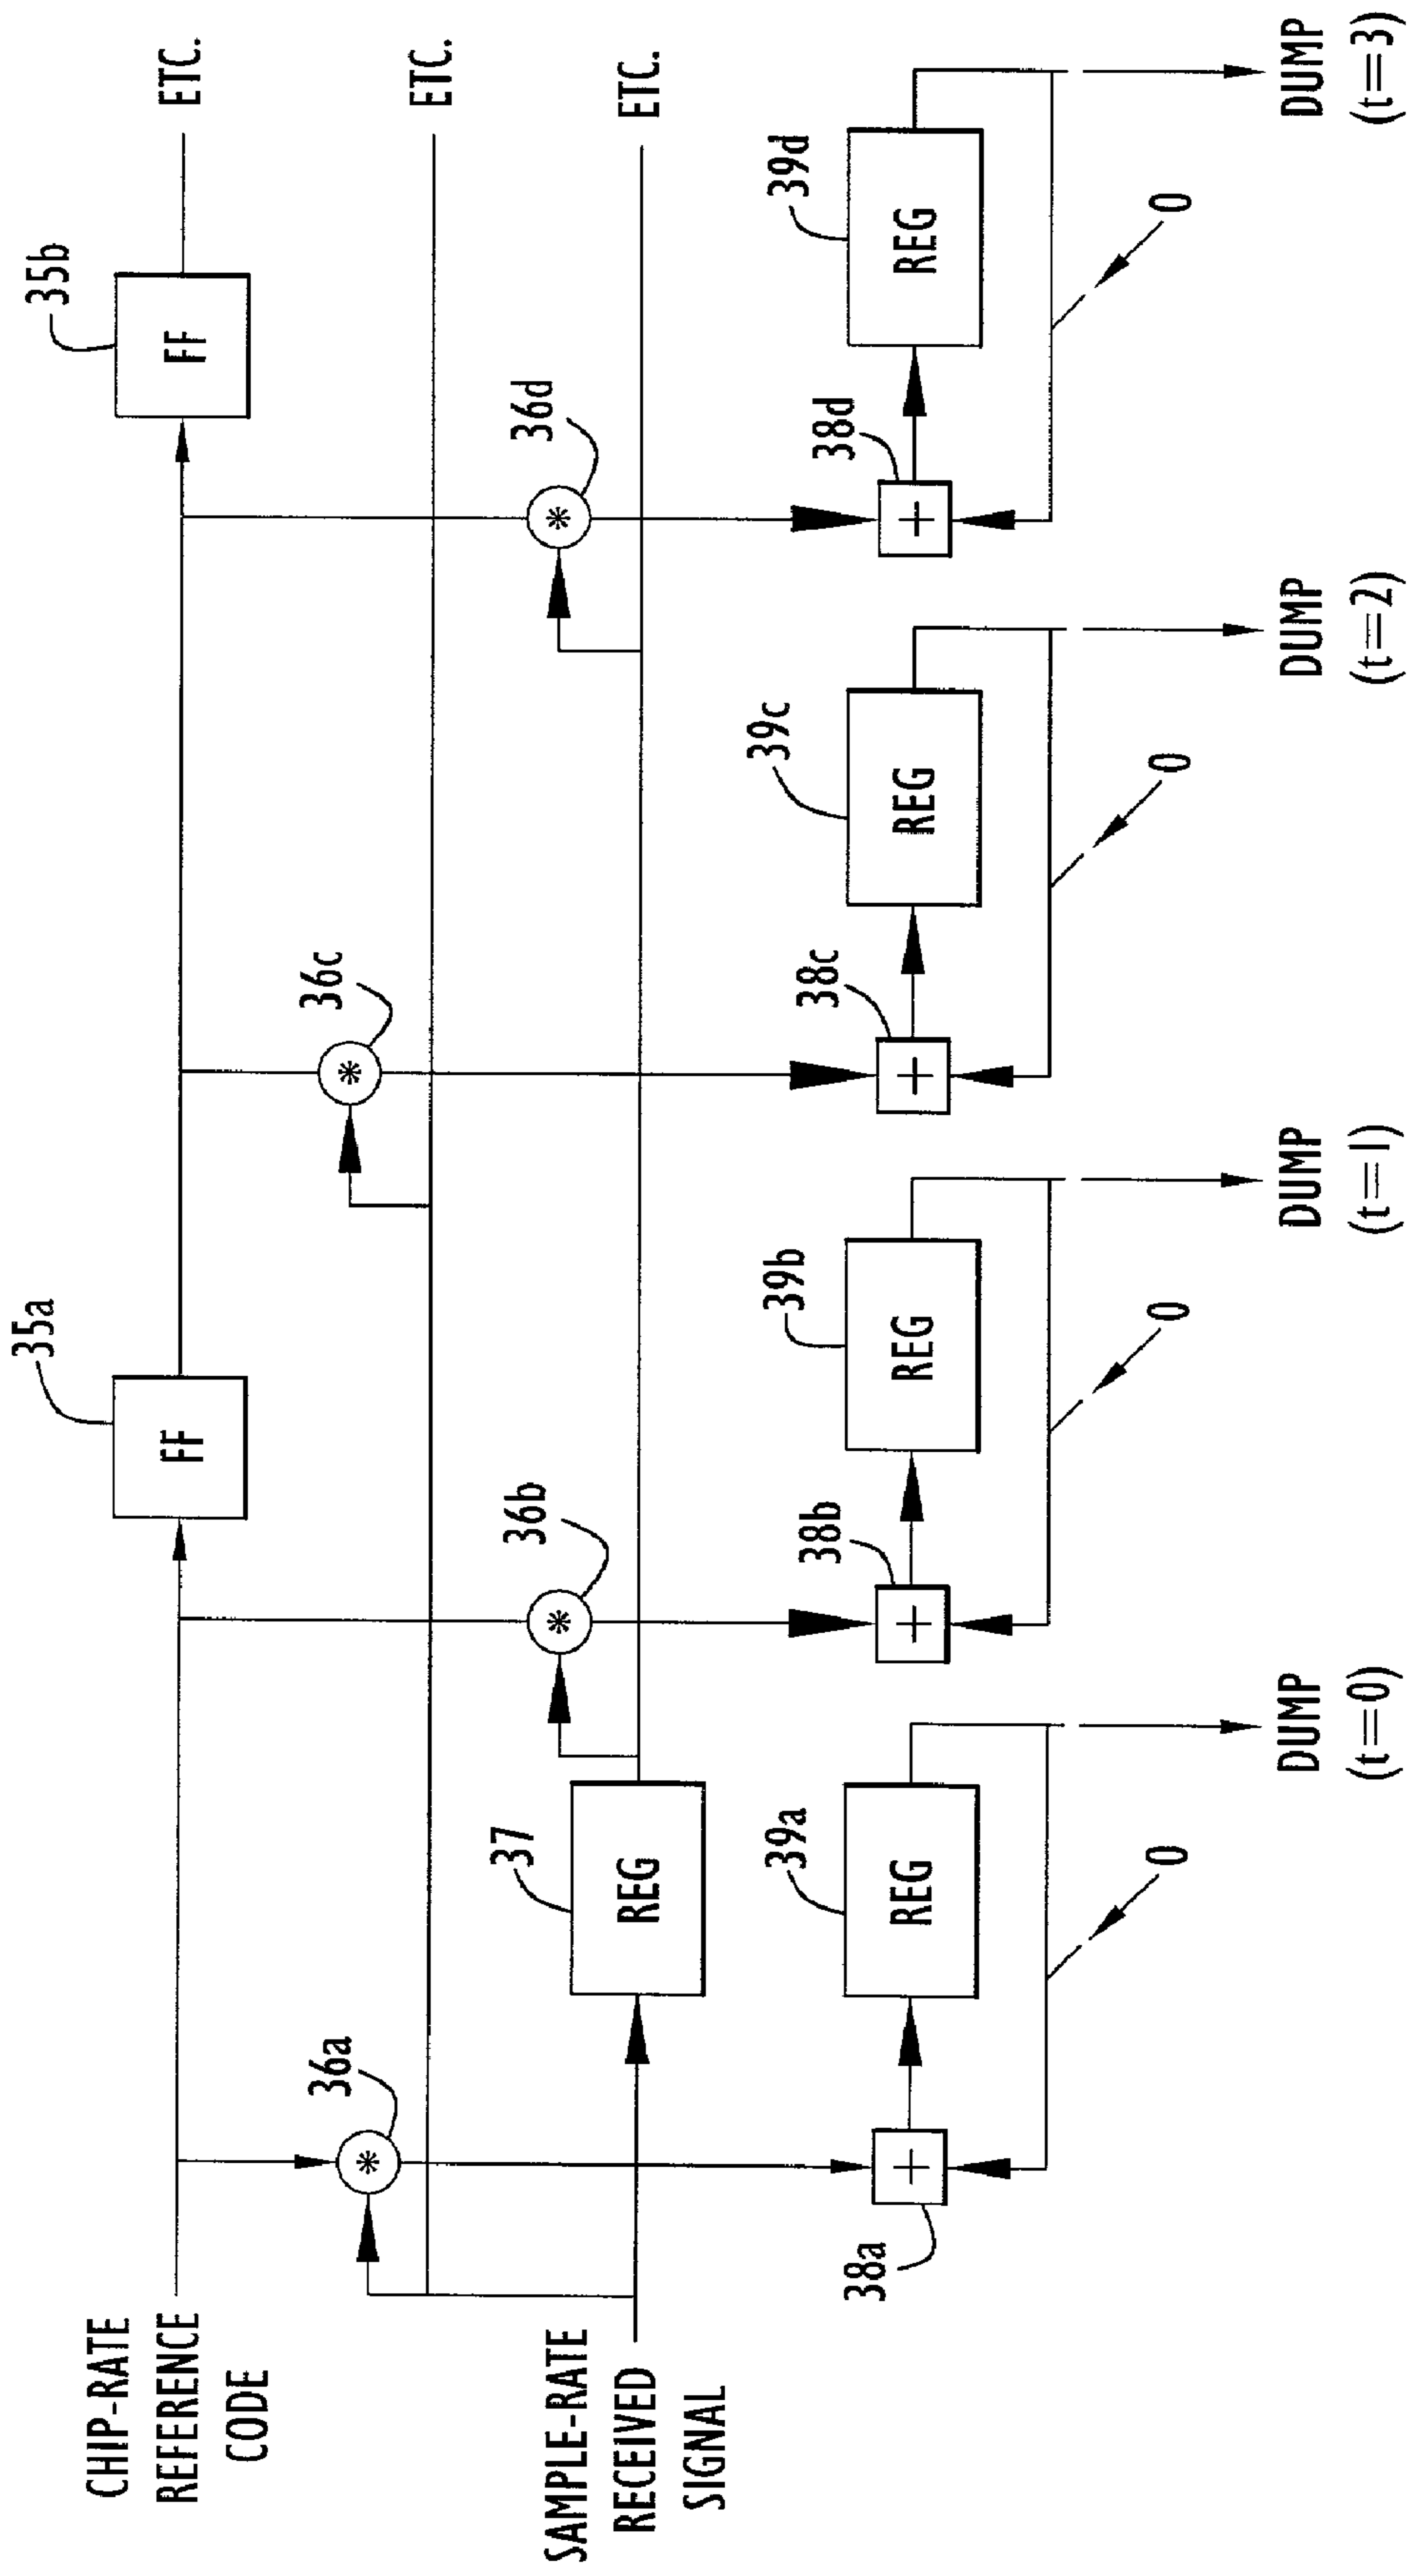 CHIP-RATE
REFERENCE
CODE
35a
FF
35b
FF
ETC.
36a
36c
ETC.
SAMPLE-RATE
RECEIVED
SIGNAL
37
REG
36b
36d
ETC.
38a
+
39a
REG
38b
+
39b
REG
38c
+
39c
REG
38d
+
39d
REG
*
*
*
*
0
0
0
0
DUMP
(t=0)
DUMP
(t=1)
DUMP
(t=2)
DUMP
(t=3)